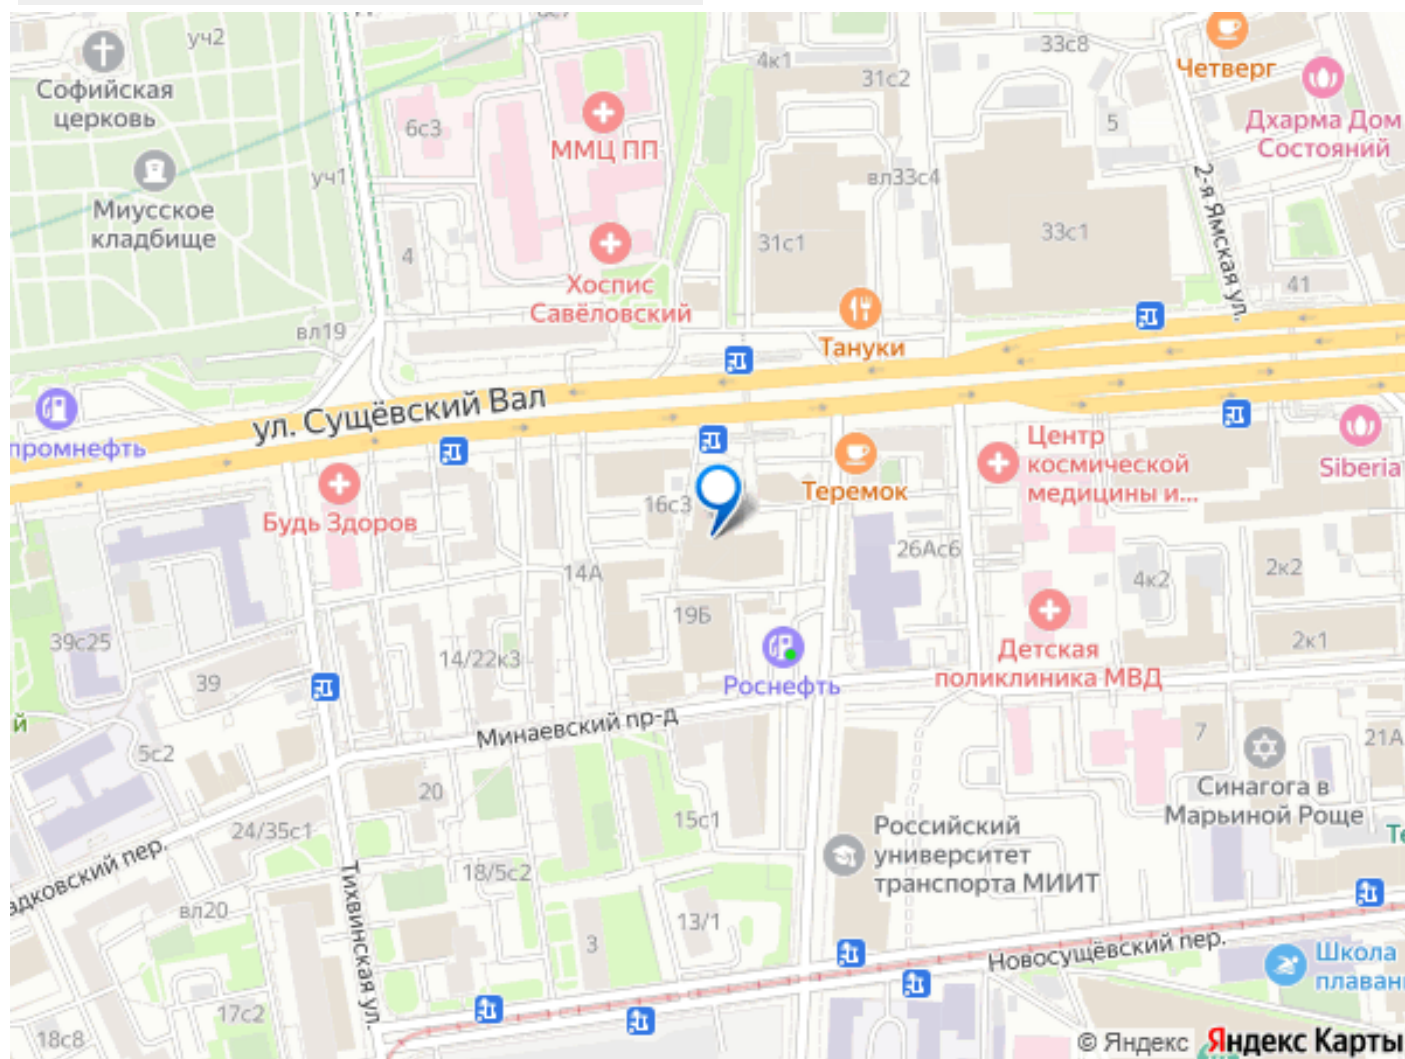 уч2
Софийская
церковь
Миусское
кладбище
уч1
6с3
ММЦ ПП
4к1
31с2
33с8
Четверг
5
Дхарма Дом
Состояний
вл33с4
2-я Ямская ул.
4
31с1
33с1
Хоспис
Савёловский
41
вл19
Тануки
ул. Сущёвский Вал
промнефть
Будь Здоров
16с3
Теремок
Центр
космической
медицины и...
Siberia
26Ас6
14А
4к2
2к2
39с25
19Б
14/22к3
39
Роснефть
Детская
поликлиника МВД
2к1
й
Минаевский пр-д
5с2
7
21А
Синагога в
Марьиной Роще
20
24/35с1
15с1
Российский
университет
транспорта МИИТ
адковский пер.
18/5с2
Тихвинская ул.
вл20
13/1
3
Новосущёвский пер.
Школа
плаван
17с2
18с8
© Яндекс Яндекс Карты